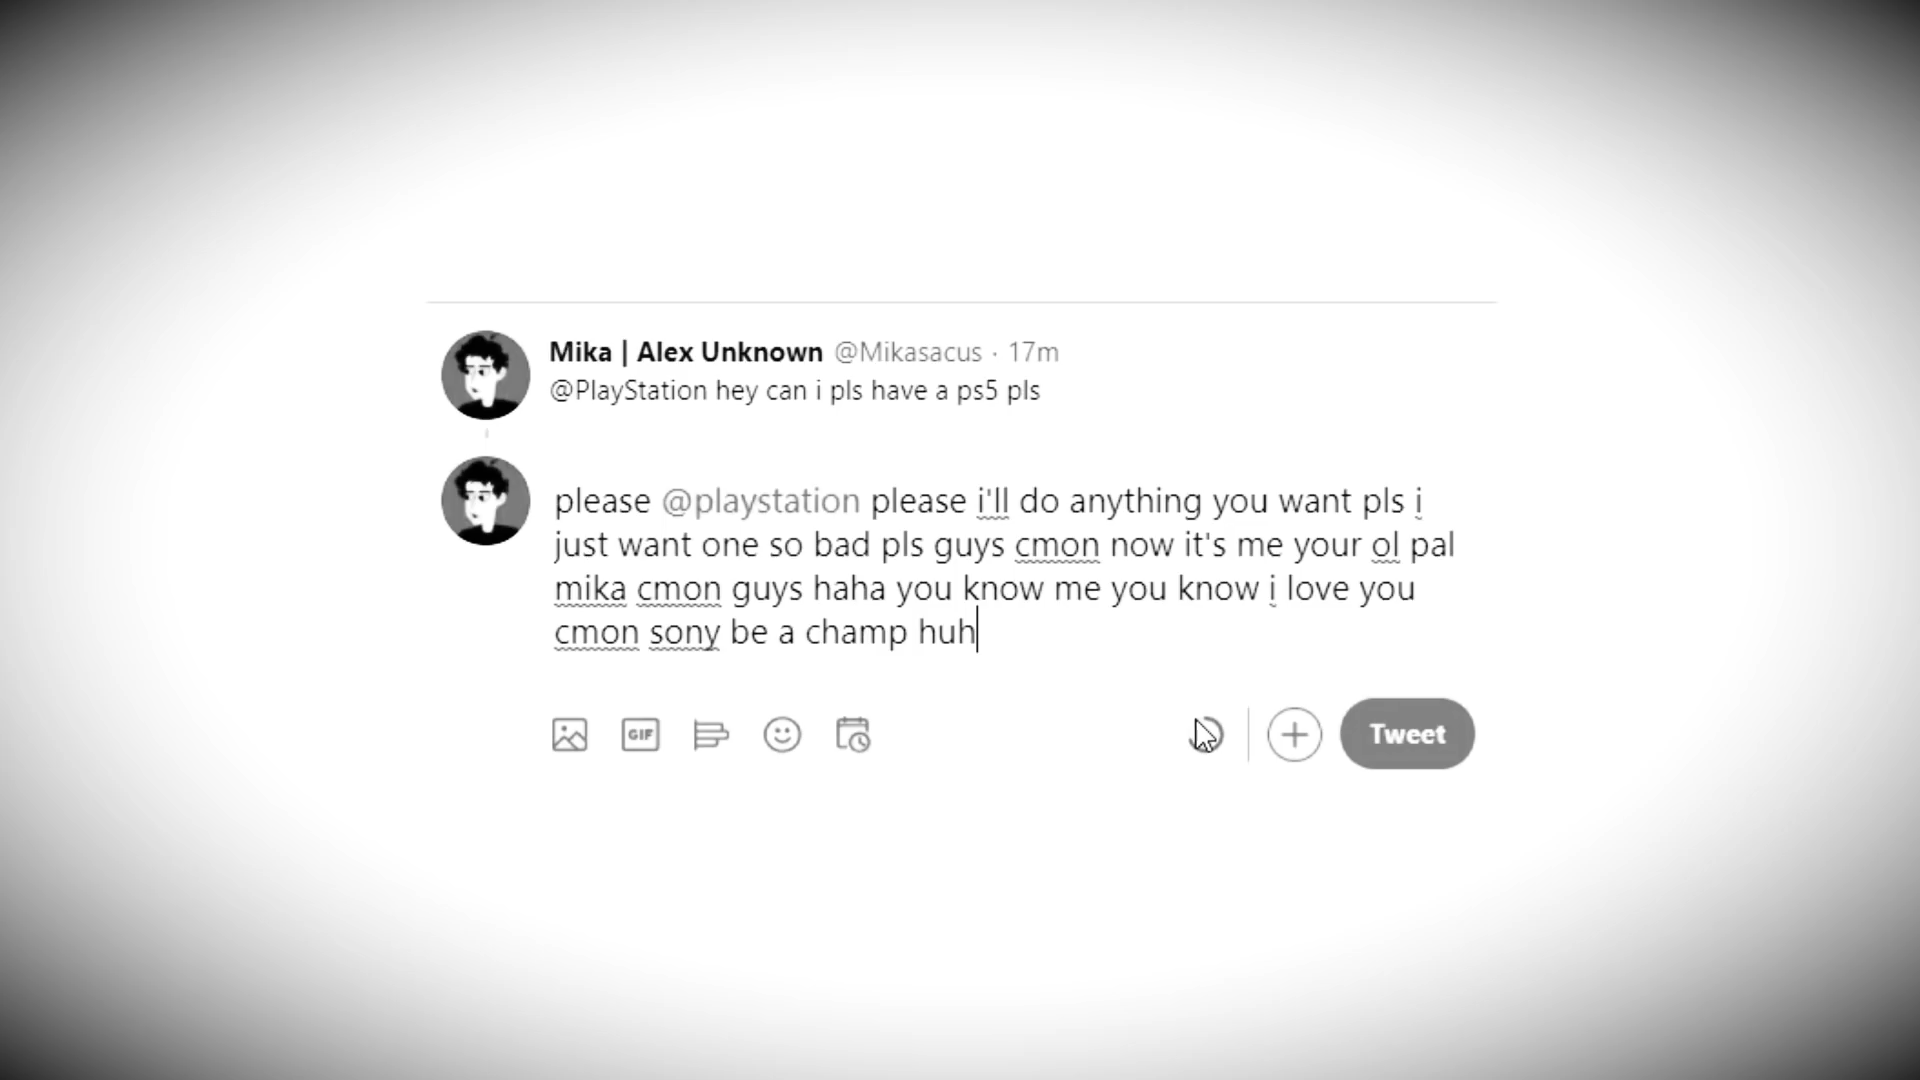 Mika | Alex Unknown @Mikasacus · 17m
@PlayStation hey can i pls have a ps5 pls
please @playstation please i'll do anything you want pls i
just want one so bad pls guys cmon now it's me your ol pal
mika cmon guys haha you know me you know i love you
cmon sony be a champ huh
GIF
Tweet